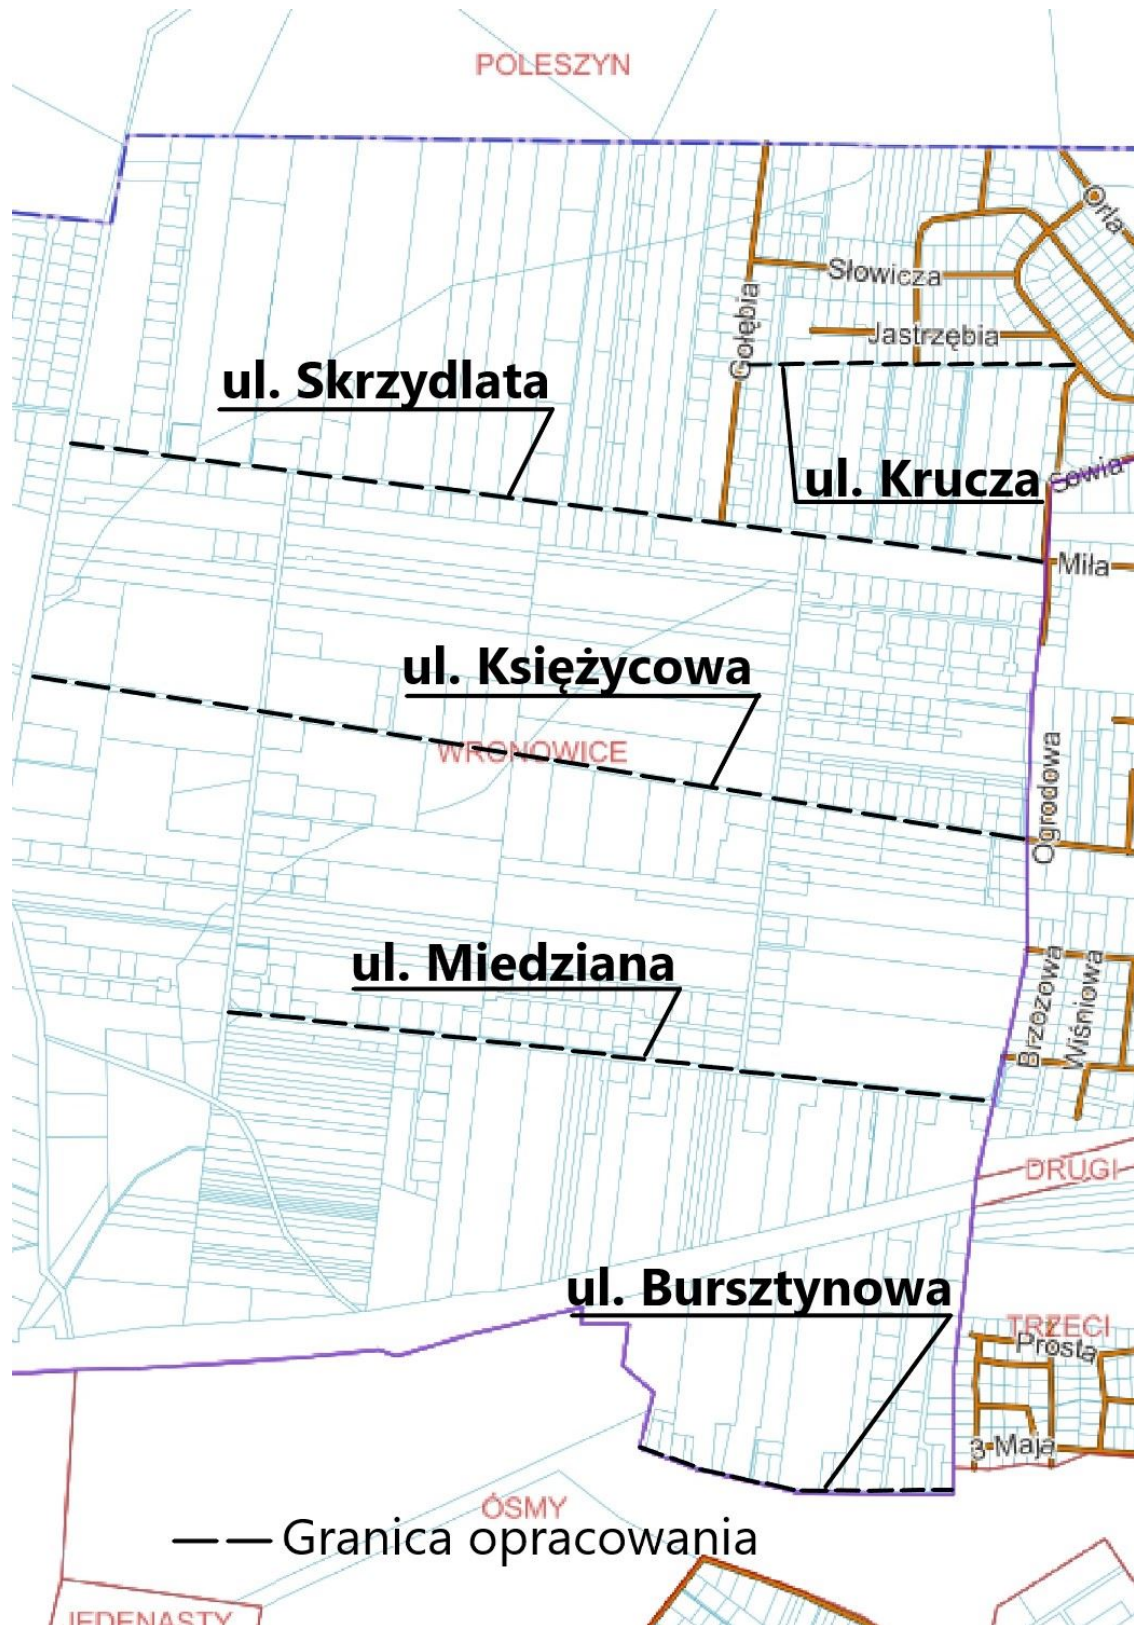 POLESZYN
Orla
Słowicza
Gołębia
Jastrzębia
ul. Skrzydlata
ul. Krucza
Sowia
Miła
ul. Księżycowa
WRONOWICE
Ogrodowa
ul. Miedziana
Brzozowa
Wiśniowa
DRUGI
ul. Bursztynowa
TRZECI
Prosta
3 Maja
ÓSMY
Granica opracowania
JEDENASTY